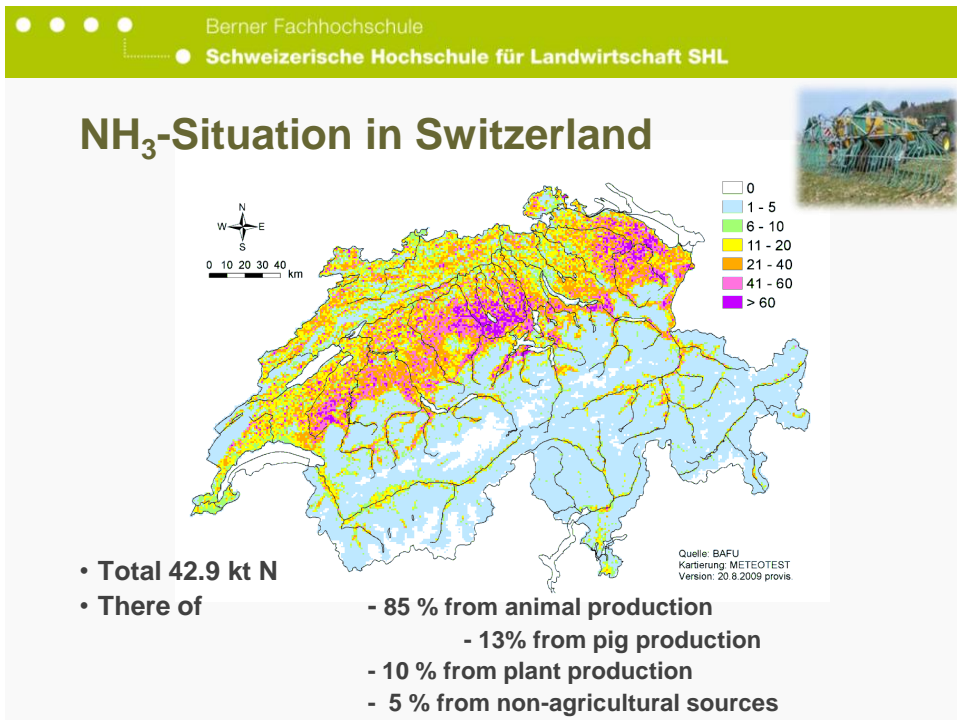 Berner Fachhochschule
Schweizerische Hochschule für Landwirtschaft SHL
NH₃-Situation in Switzerland
N
W E
S
0 10 20 30 40
km
0
1 - 5
6 - 10
11 - 20
21 - 40
41 - 60
> 60
Quelle: BAFU
Kartierung: METEOTEST
Version: 20.8.2009 provis.
• Total 42.9 kt N
• There of - 85 % from animal production
- 13% from pig production
- 10 % from plant production
- 5 % from non-agricultural sources